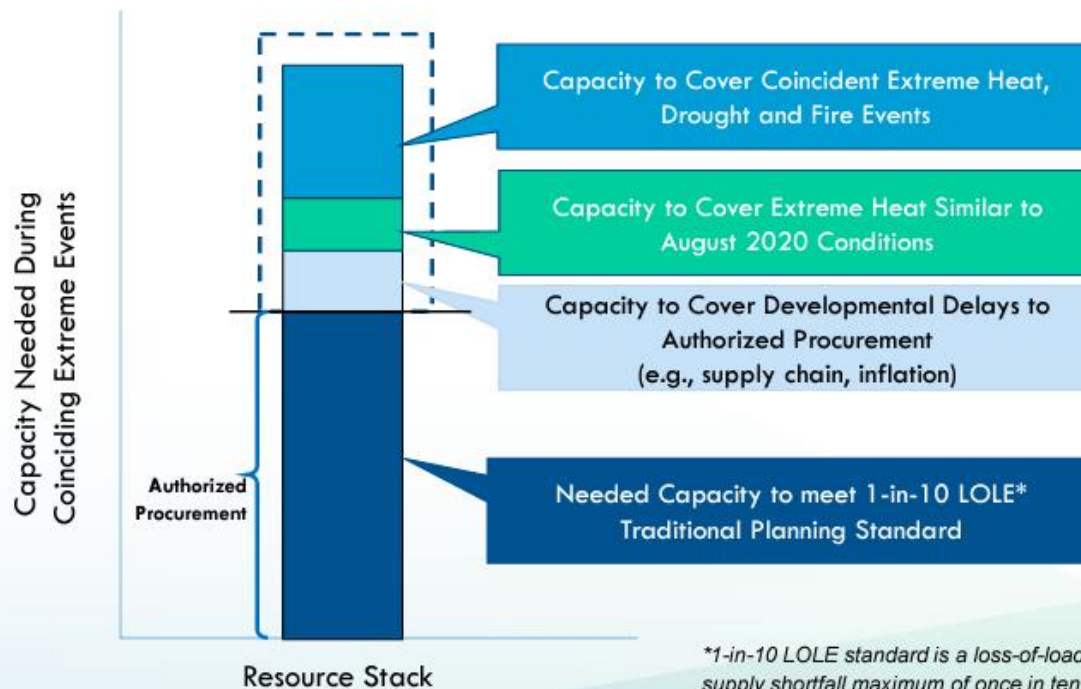 Capacity Needed During
Coinciding Extreme Events
Capacity to Cover Coincident Extreme Heat,
Drought and Fire Events
Capacity to Cover Extreme Heat Similar to
August 2020 Conditions
Capacity to Cover Developmental Delays to
Authorized Procurement
(e.g., supply chain, inflation)
Authorized
Procurement
Needed Capacity to meet 1-in-10 LOLE*
Traditional Planning Standard
Resource Stack
*1-in-10 LOLE standard is a loss-of-load
supply shortfall maximum of once in ten